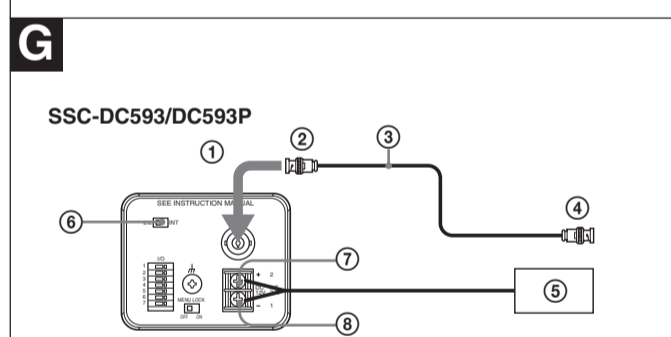 G
SSC-DC593/DC593P
① ② ③
④
SEE INSTRUCTION MANUAL
⑥ INT
⑦
I/O
1
2
3
4
5
6
7
+ 2
− 1
MENU LOCK
OFF ON
⑤
⑧